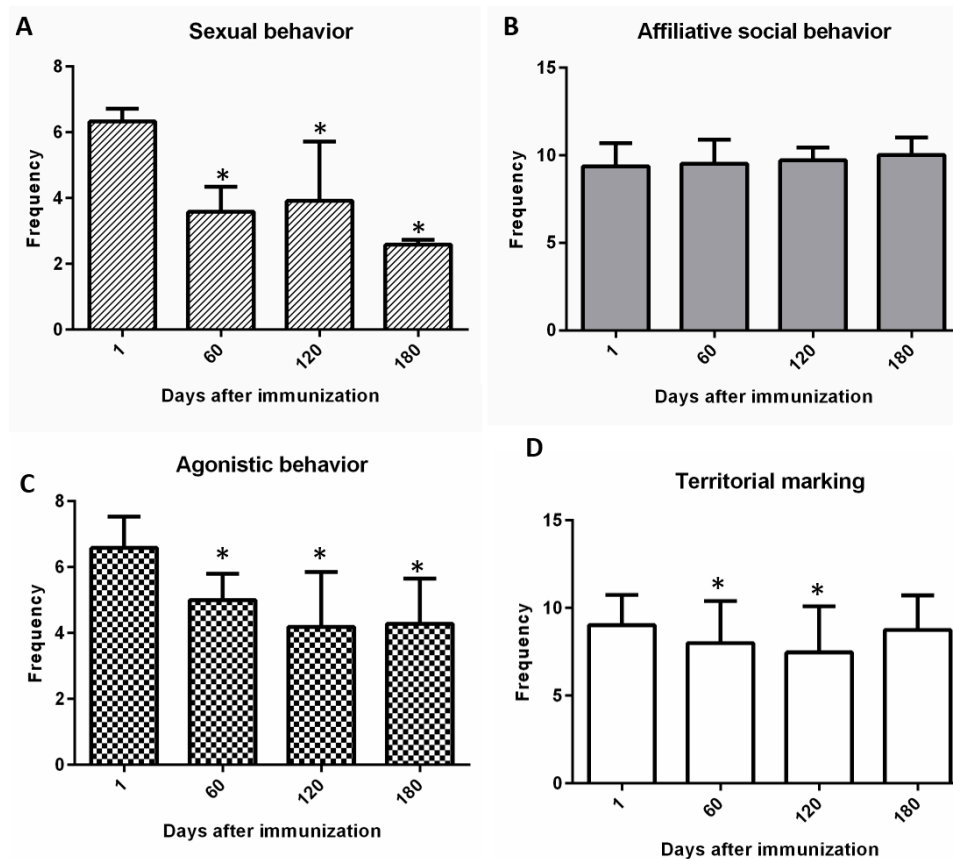 A
Sexual behavior
8
6
4
2
0
Frequency
*
*
*
1
60
120
180
Days after immunization
B
Affiliative social behavior
15
10
5
0
Frequency
1
60
120
180
Days after immunization
C
Agonistic behavior
8
6
4
2
0
Frequency
*
*
*
1
60
120
180
Days after immunization
D
Territorial marking
15
10
5
0
Frequency
*
*
1
60
120
180
Days after immunization